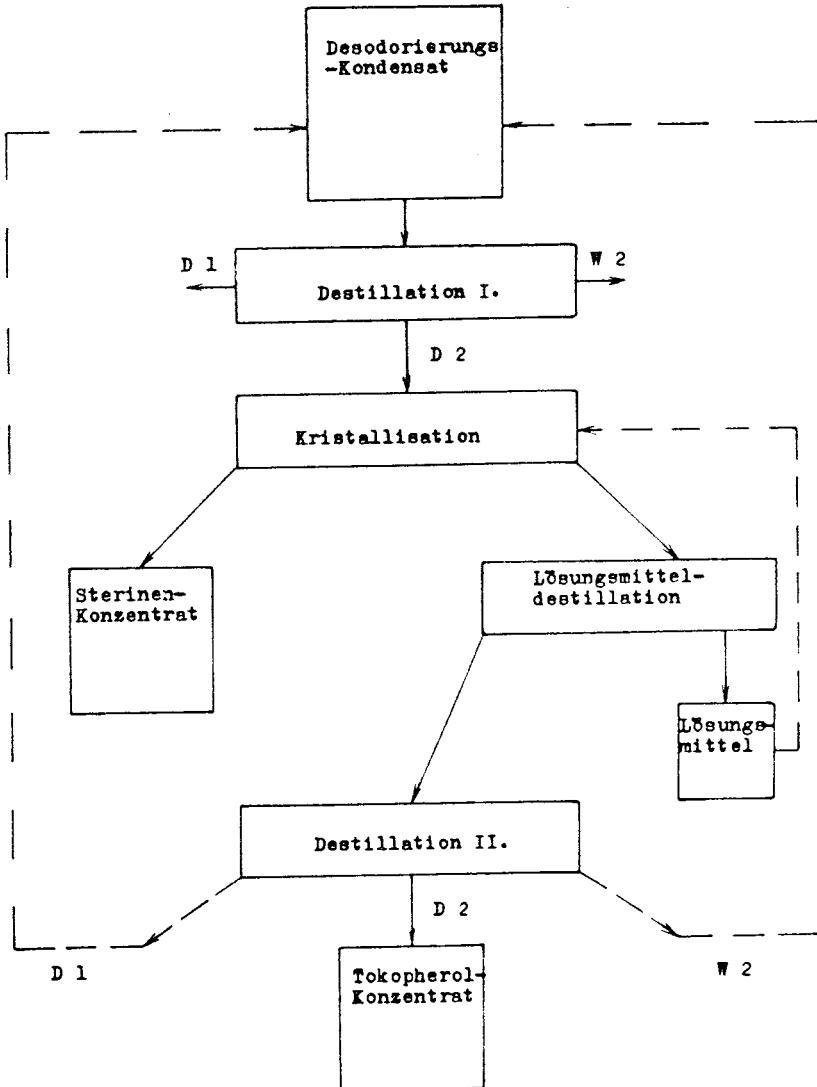 Desodorierungs
-Kondensat
D 1
W 2
Destillation I.
D 2
Kristallisation
Sterinen-
Konzentrat
Lösungsmittel-
destillation
Lösungs-
mittel
Destillation II.
D 2
D 1
W 2
Tokopherol-
Konzentrat